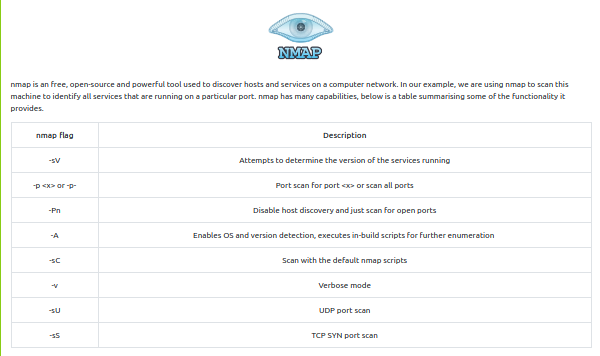 NMAP
nmap is an free, open-source and powerful tool used to discover hosts and services on a computer network. In our example, we are using nmap to scan this
machine to identify all services that are running on a particular port. nmap has many capabilities, below is a table summarising some of the functionality it
provides.
nmap flag Description
-sV Attempts to determine the version of the services running
-p <x> or -p- Port scan for port <x> or scan all ports
-Pn Disable host discovery and just scan for open ports
-A Enables OS and version detection, executes in-build scripts for further enumeration
-sC Scan with the default nmap scripts
-v Verbose mode
-sU UDP port scan
-sS TCP SYN port scan